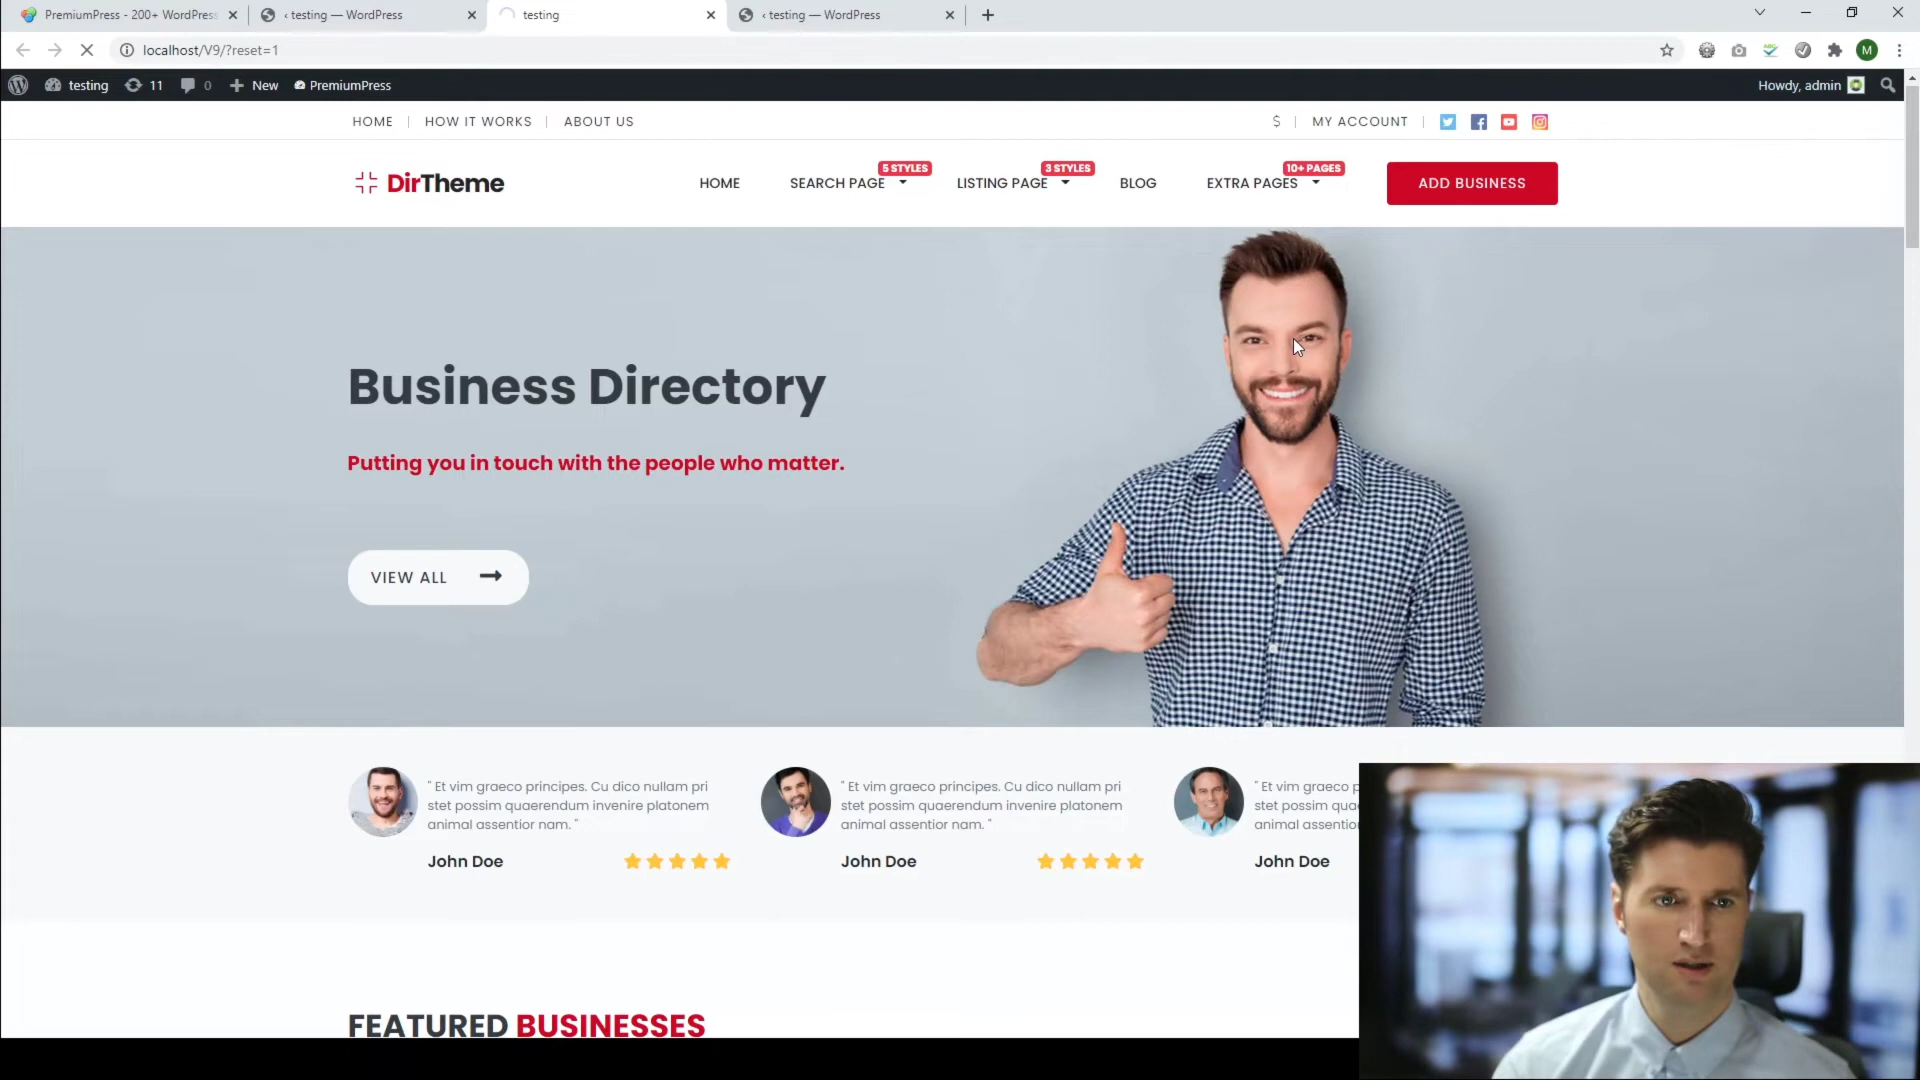 PremiumPress - 200+ WordPress
‹ testing — WordPress
testing
‹ testing — WordPress
localhost/V9/?reset=1
M
testing
11
0
New
PremiumPress
Howdy, admin
HOME
HOW IT WORKS
ABOUT US
$
MY ACCOUNT
DirTheme
HOME
SEARCH PAGE
5 STYLES
LISTING PAGE
3 STYLES
BLOG
EXTRA PAGES
10+ PAGES
ADD BUSINESS
Business Directory
Putting you in touch with the people who matter.
VIEW ALL
" Et vim graeco principes. Cu dico nullam pri
stet possim quaerendum invenire platonem
animal assentior nam. "
John Doe
" Et vim graeco principes. Cu dico nullam pri
stet possim quaerendum invenire platonem
animal assentior nam. "
John Doe
" Et vim graeco p
stet possim qua
animal assentio
John Doe
FEATURED BUSINESSES